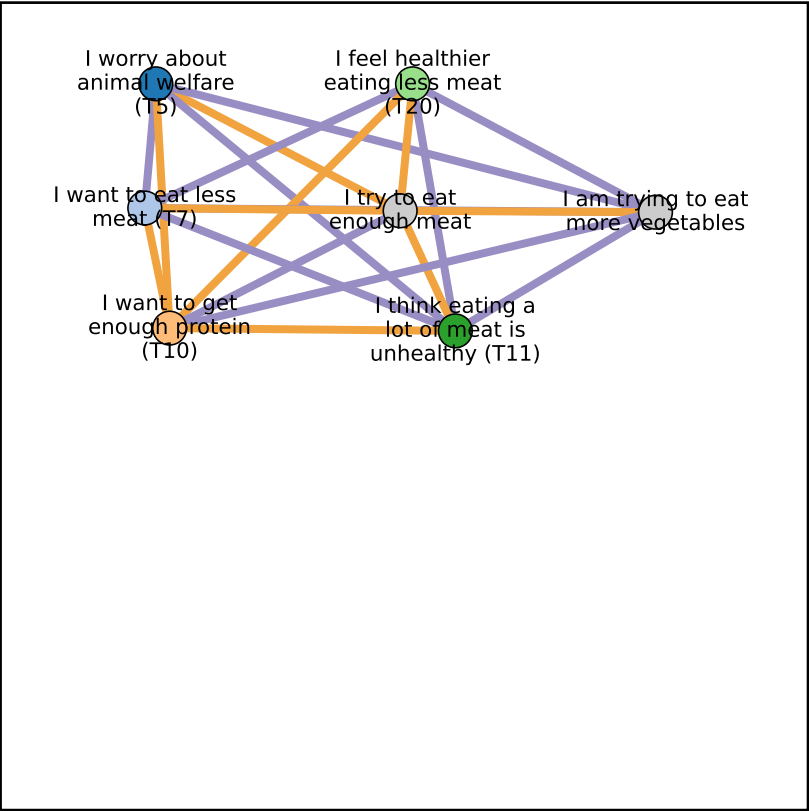 I worry about
animal welfare
(T5)
I feel healthier
eating less meat
(T20)
I want to eat less
meat (T7)
I try to eat
enough meat
I am trying to eat
more vegetables
I want to get
enough protein
(T10)
I think eating a
lot of meat is
unhealthy (T11)